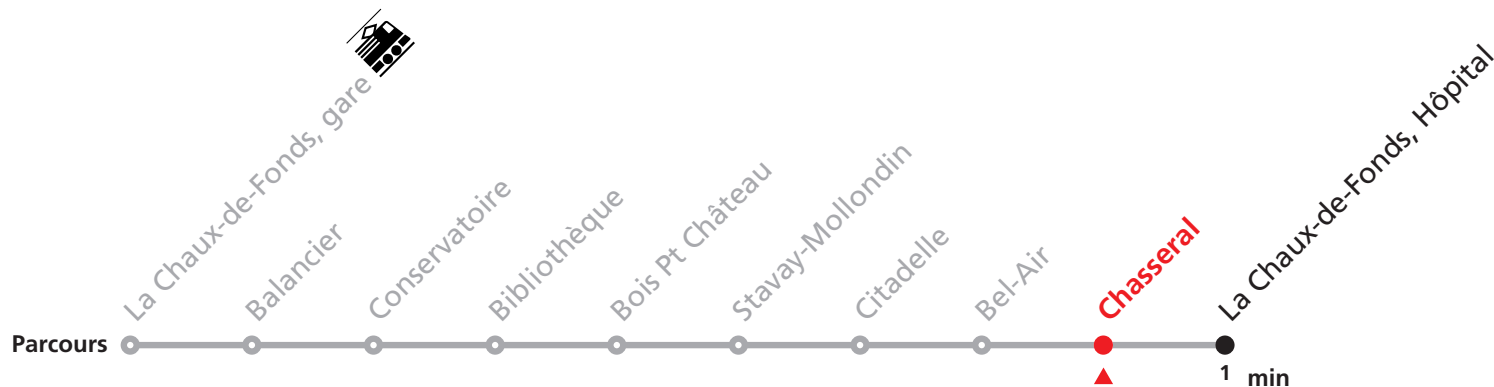 La Chaux-de-Fonds, gare
Balancier
Conservatoire
Bibliothèque
Bois Pt Château
Stavay-Mollondin
Citadelle
Bel-Air
Chasseral
La Chaux-de-Fonds, Hôpital
Parcours
1 min